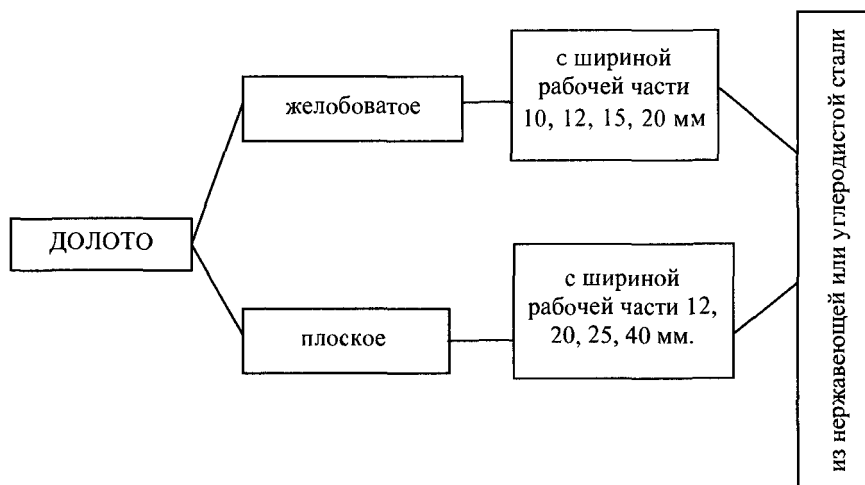 ДОЛОТО
желобоватое
с шириной
рабочей части
10, 12, 15, 20 мм
плоское
с шириной
рабочей части 12,
20, 25, 40 мм.
из нержавеющей или углеродистой стали